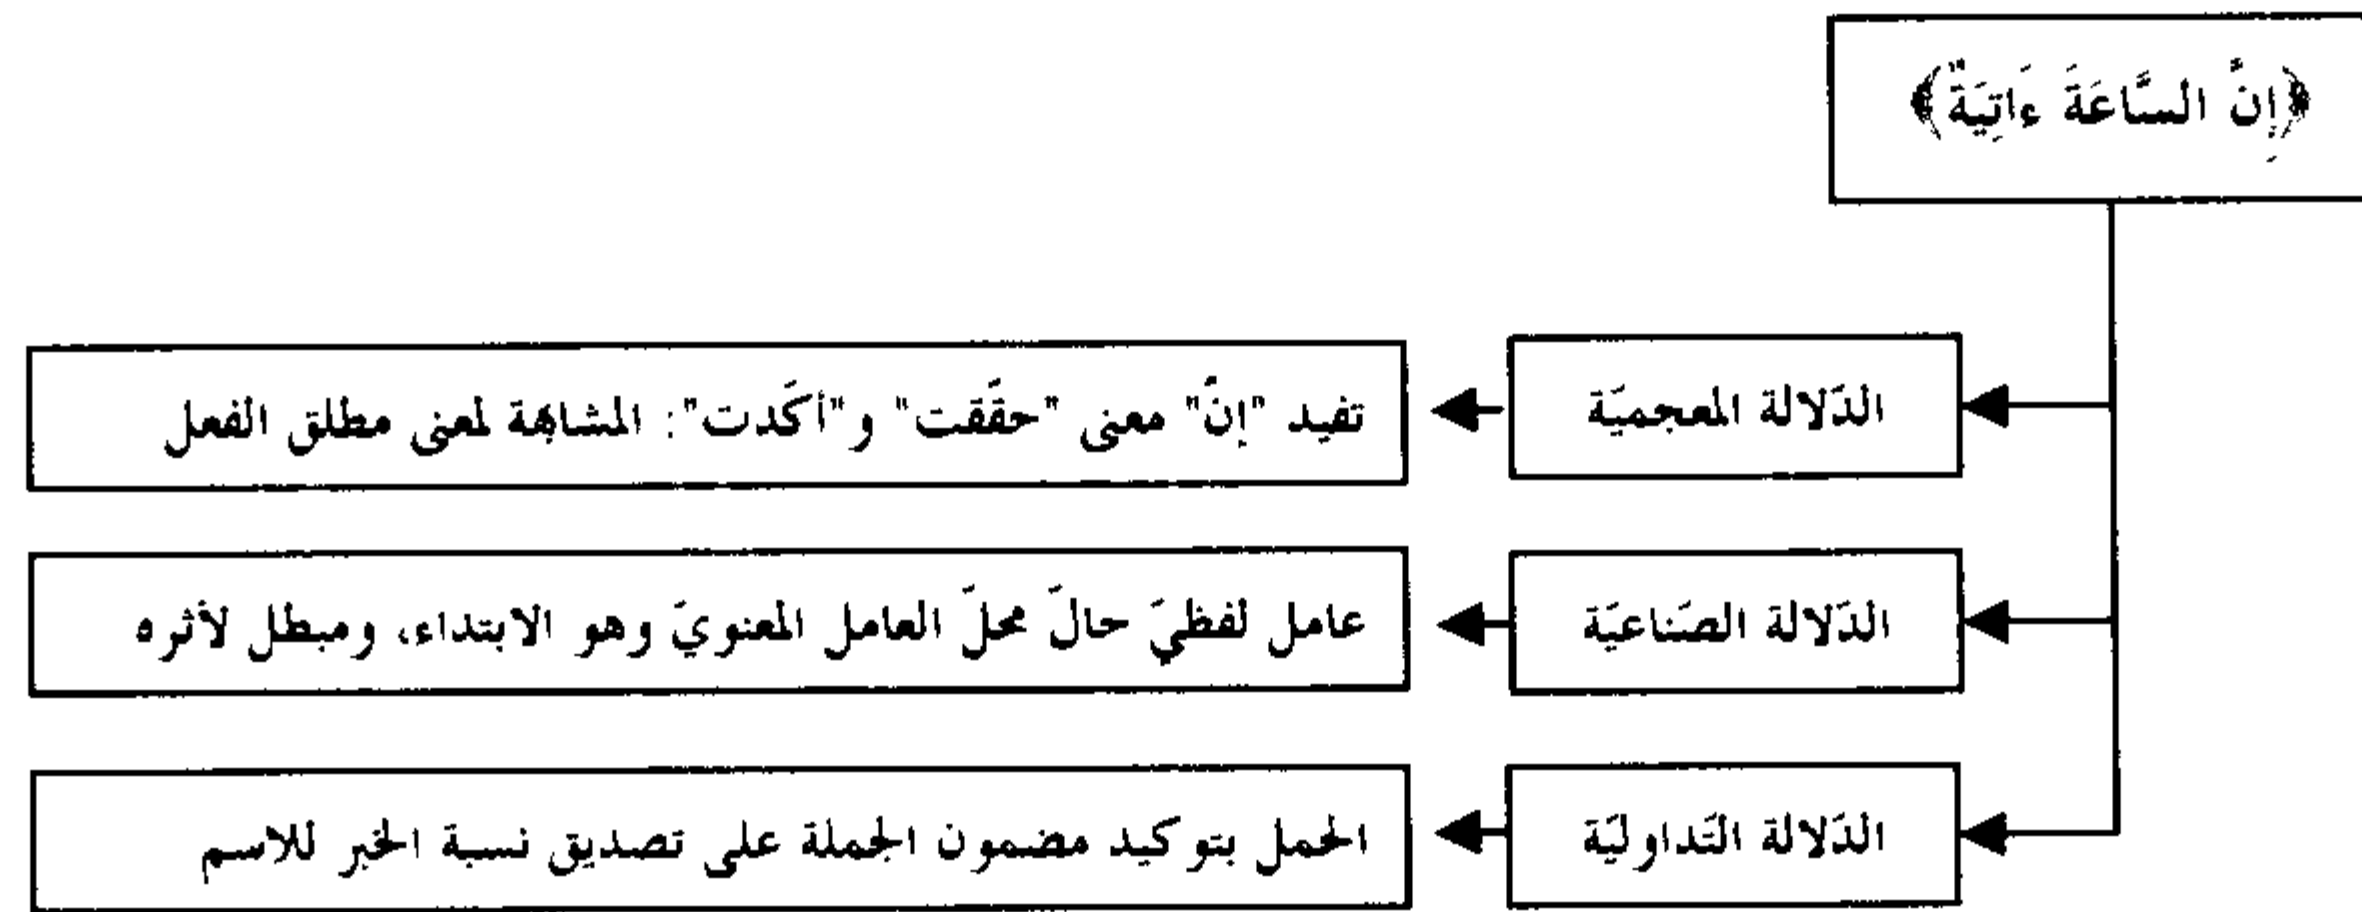 ﴿إِنَّ السَّاعَةَ ءَاتِيَةٌ﴾
الدّلالة المعجميّة
تفيد "إنّ" معنى "حقّقت" و"أكّدت": المشابهة لمعنى مطلق الفعل
الدّلالة الصّناعيّة
عامل لفظيّ حالّ محلّ العامل المعنويّ وهو الابتداء، ومبطل لأثره
الدّلالة التّداوليّة
الحمل بتوكيد مضمون الجملة على تصديق نسبة الخبر للاسم